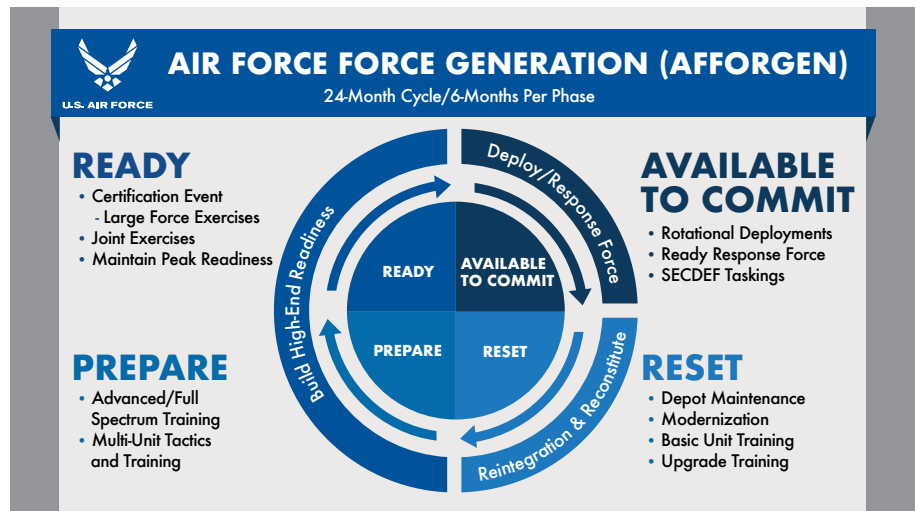 AIR FORCE FORCE GENERATION (AFFORGEN)
24-Month Cycle/6-Months Per Phase
U.S. AIR FORCE
READY
• Certification Event
- Large Force Exercises
• Joint Exercises
• Maintain Peak Readiness
PREPARE
• Advanced/Full
Spectrum Training
• Multi-Unit Tactics
and Training
Build High-End Readiness
Deploy/Response Force
Reintegration & Reconstitute
READY
AVAILABLE
TO COMMIT
PREPARE
RESET
AVAILABLE
TO COMMIT
• Rotational Deployments
• Ready Response Force
• SECDEF Taskings
RESET
• Depot Maintenance
• Modernization
• Basic Unit Training
• Upgrade Training